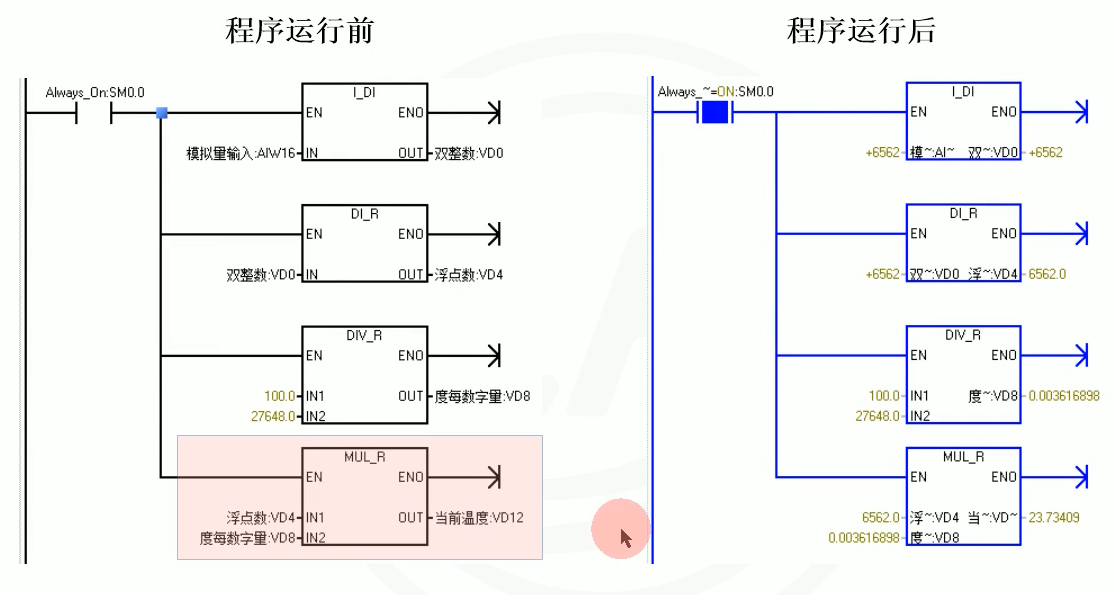 程序运行前
程序运行后
Always_On:SM0.0
I_DI
EN
ENO
模拟量输入:AIW16
IN
OUT
双整数:VD0
DI_R
EN
ENO
双整数:VD0
IN
OUT
浮点数:VD4
DIV_R
EN
ENO
100.0
IN1
OUT
度每数字量:VD8
27648.0
IN2
MUL_R
EN
ENO
浮点数:VD4
IN1
OUT
当前温度:VD12
度每数字量:VD8
IN2
Always_~=ON:SM0.0
I_DI
EN
ENO
+6562
模~:AI~
双~:VD0
+6562
DI_R
EN
ENO
+6562
双~:VD0
浮~:VD4
6562.0
DIV_R
EN
ENO
100.0
IN1
度~:VD8
0.003616898
27648.0
IN2
MUL_R
EN
ENO
6562.0
浮~:VD4
当~:VD~
23.73409
0.003616898
度~:VD8